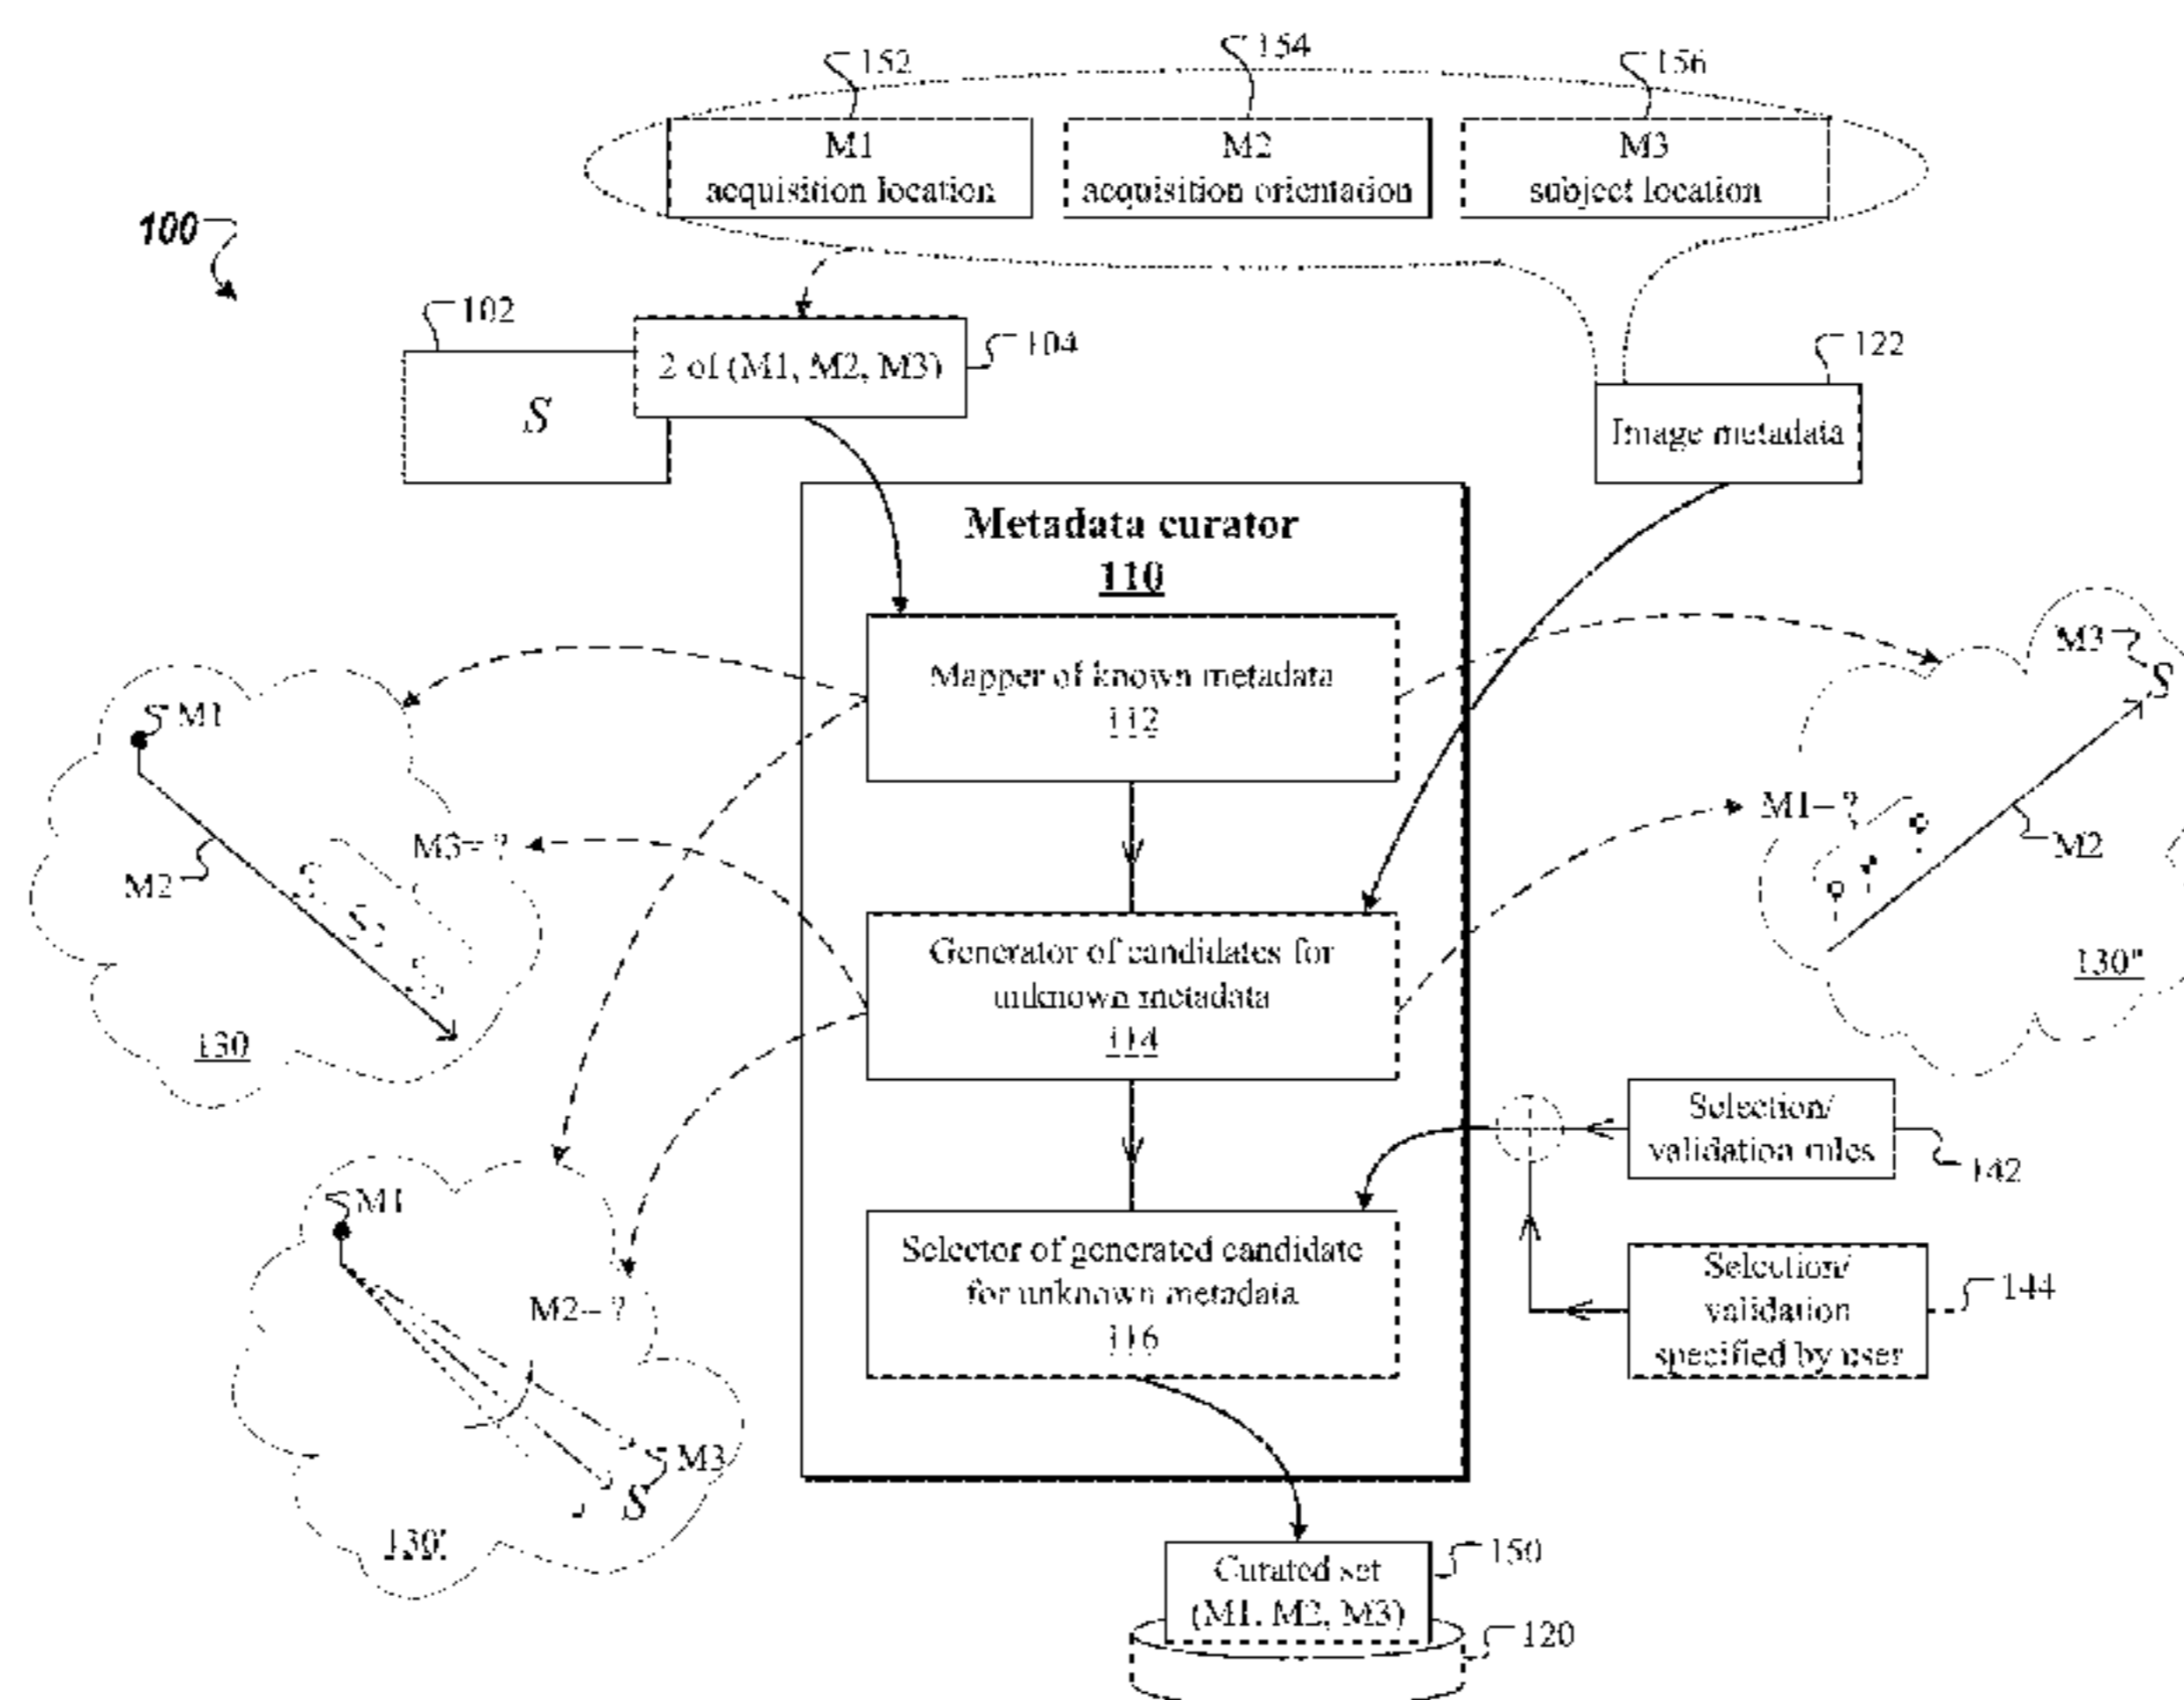 152
154
156
M1
acquisition location
M2
acquisition orientation
M3
subject location
100
102
2 of (M1, M2, M3)
104
S
122
Image metadata
Metadata curator
110
Mapper of known metadata
112
M3
S
M1
M1=?
M2
M3=?
M2
Generator of candidates for
unknown metadata
114
130"
130
Selection/
validation rules
142
M1
Selector of generated candidate
for unknown metadata
116
Selection/
validation
specified by user
144
M2=?
M3
S
130'
Curated set
(M1, M2, M3)
150
120